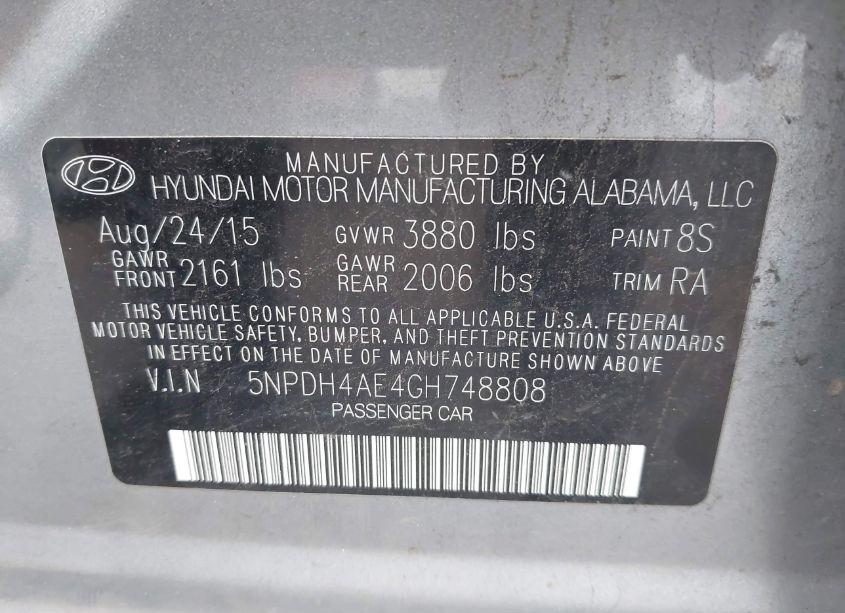 MANUFACTURED BY
HYUNDAI MOTOR MANUFACTURING ALABAMA, LLC
Aug/24/15 GVWR 3880 lbs PAINT 8S
GAWR FRONT 2161 lbs GAWR REAR 2006 lbs TRIM RA
THIS VEHICLE CONFORMS TO ALL APPLICABLE U.S.A. FEDERAL
MOTOR VEHICLE SAFETY, BUMPER, AND THEFT PREVENTION STANDARDS
IN EFFECT ON THE DATE OF MANUFACTURE SHOWN ABOVE
V.I.N 5NPDH4AE4GH748808
PASSENGER CAR